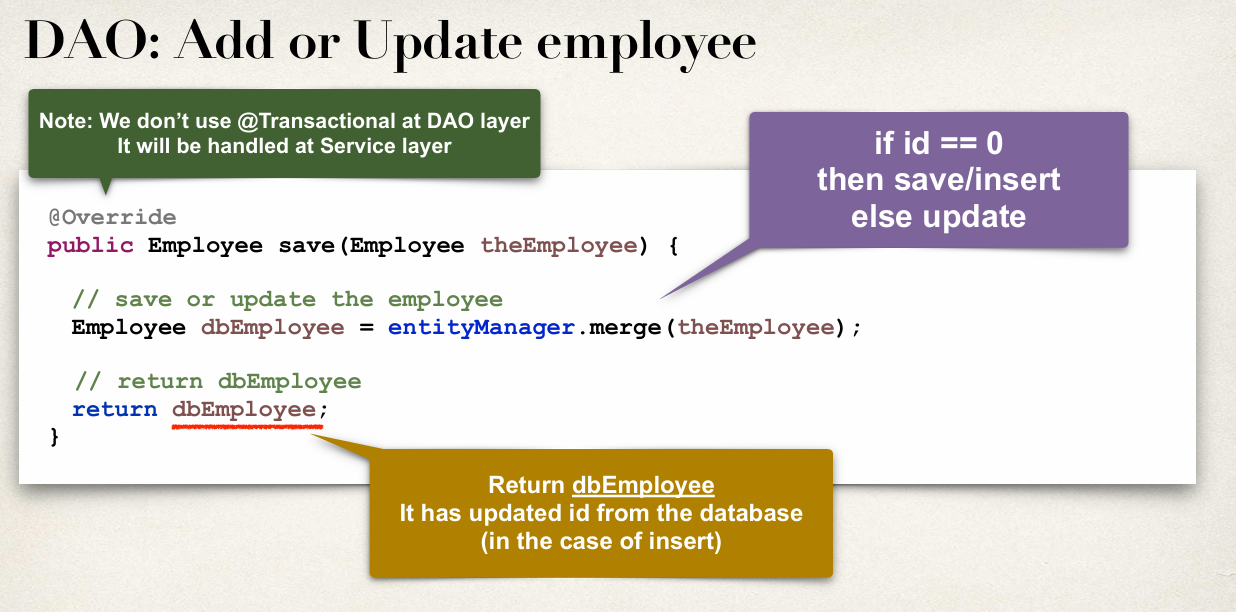 DAO: Add or Update employee
Note: We don’t use @Transactional at DAO layer
It will be handled at Service layer
if id == 0
then save/insert
else update
@Override
public Employee save(Employee theEmployee) {
// save or update the employee
Employee dbEmployee = entityManager.merge(theEmployee);
// return dbEmployee
return dbEmployee;
}
Return dbEmployee
It has updated id from the database
(in the case of insert)